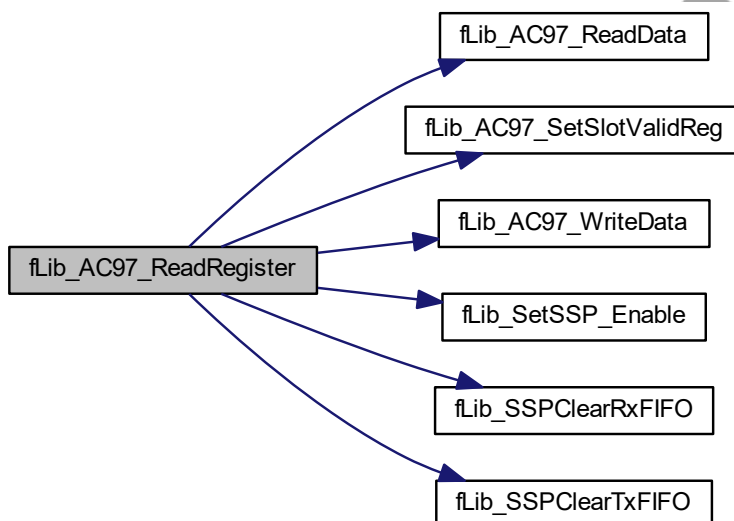 fLib_AC97_ReadData
fLib_AC97_SetSlotValidReg
fLib_AC97_WriteData
fLib_AC97_ReadRegister
fLib_SetSSP_Enable
fLib_SSPClearRxFIFO
fLib_SSPClearTxFIFO